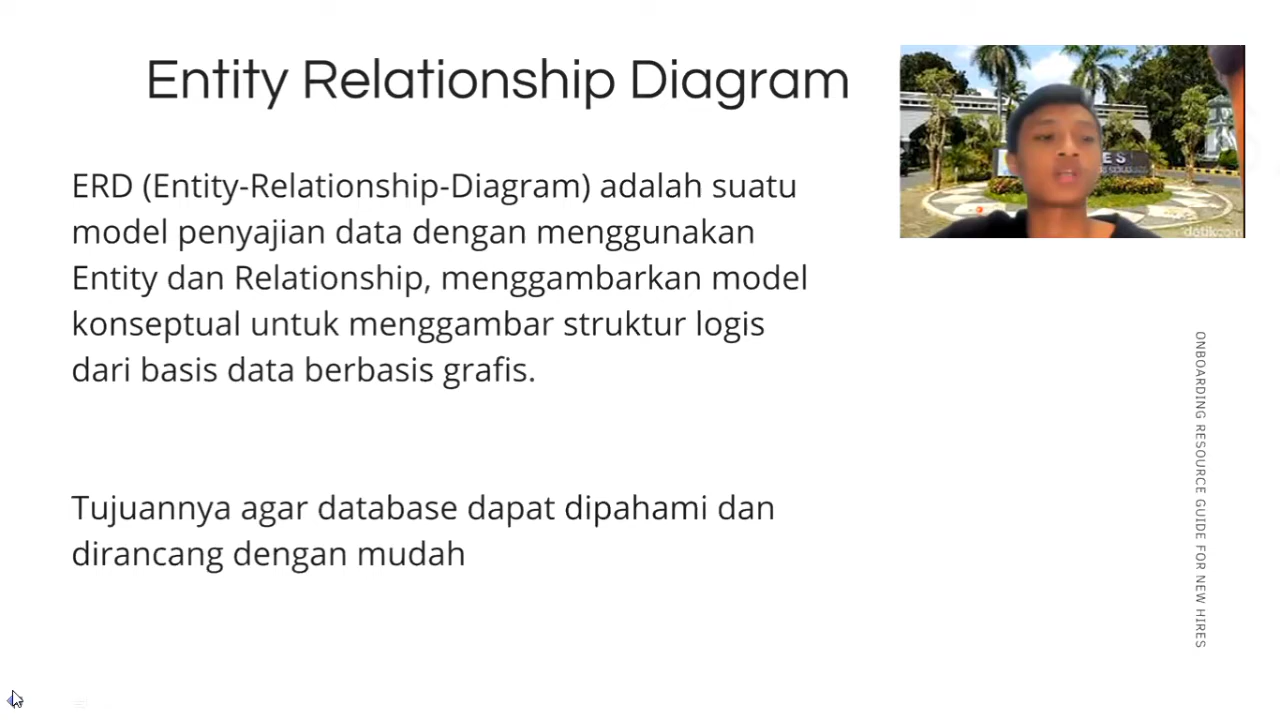 Entity Relationship Diagram
ERD (Entity-Relationship-Diagram) adalah suatu
model penyajian data dengan menggunakan
Entity dan Relationship, menggambarkan model
konseptual untuk menggambar struktur logis
dari basis data berbasis grafis.
Tujuannya agar database dapat dipahami dan
dirancang dengan mudah
ES
detikcom
ONBOARDING RESOURCE GUIDE FOR NEW HIRES